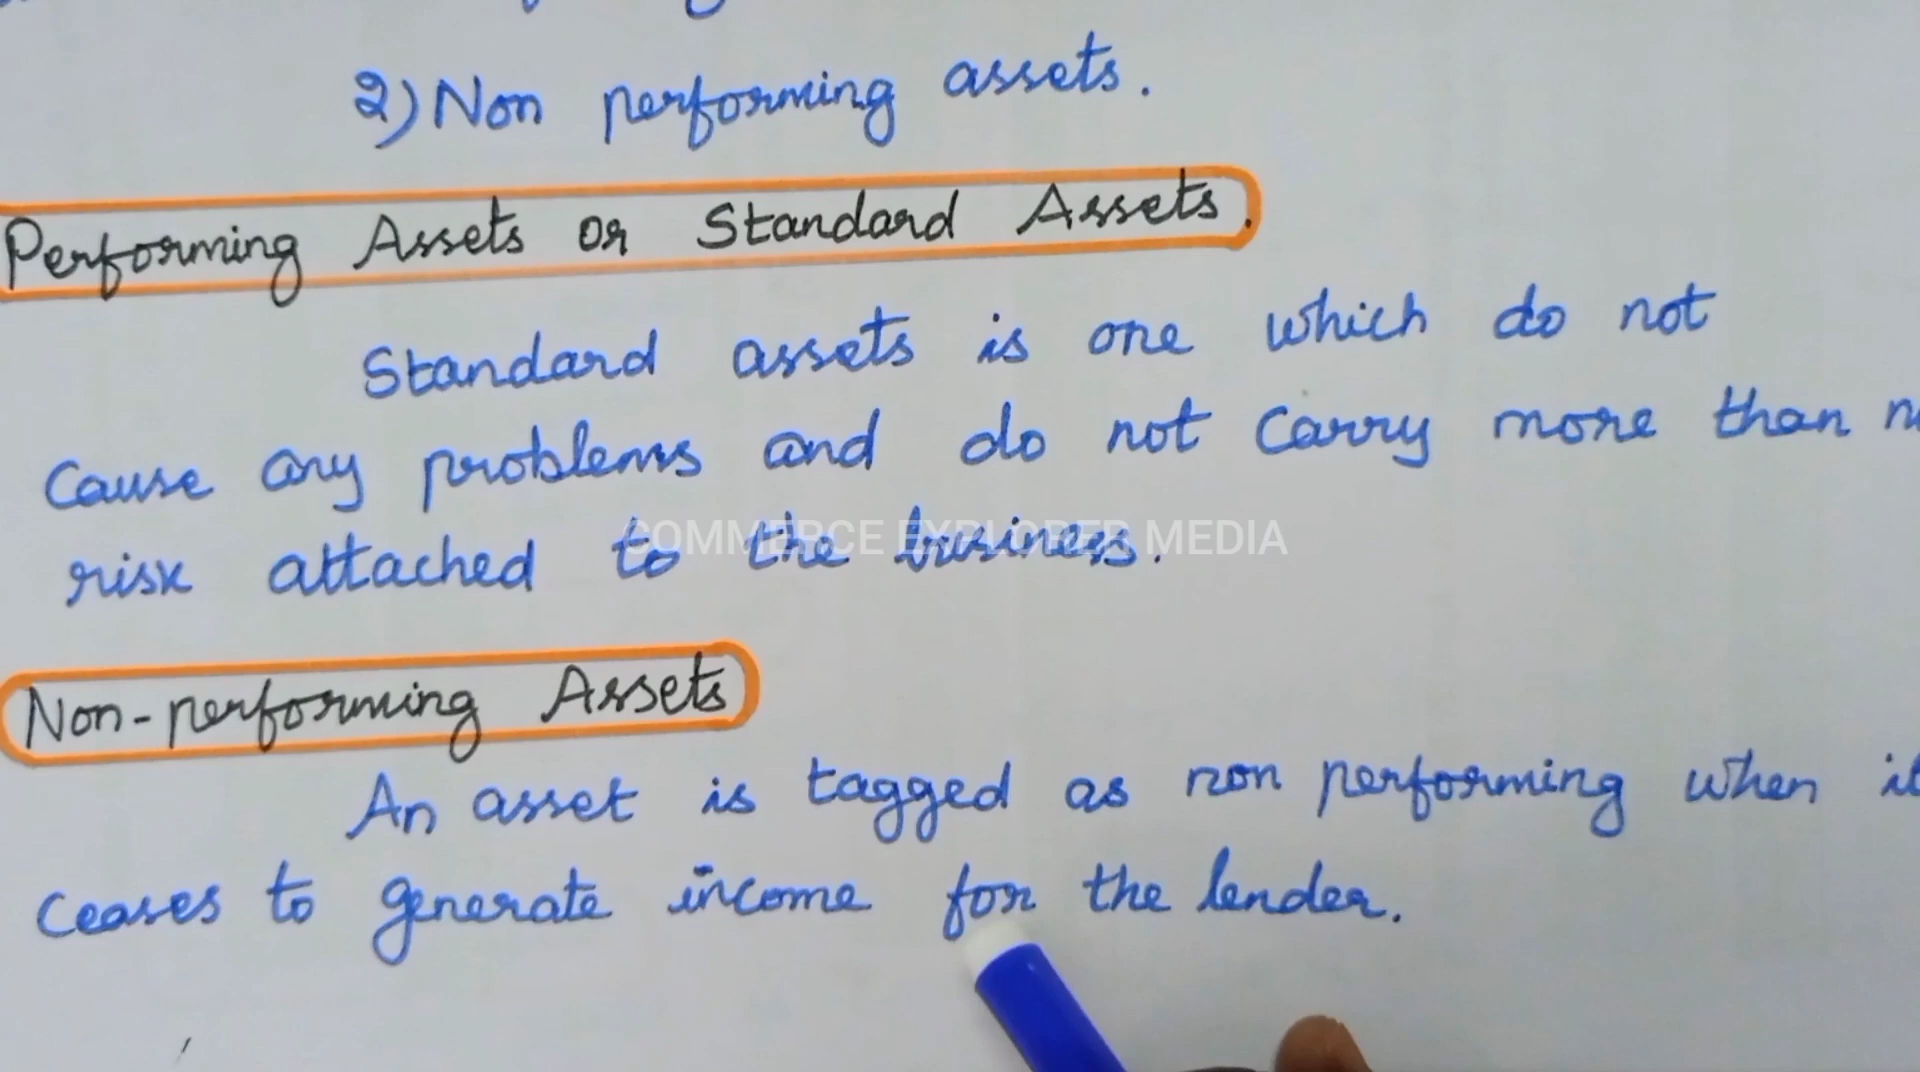 2) Non performing assets.
Performing Assets or Standard Assets.
Standard assets is one which do not
cause any problems and do not carry more than
risk attached to the business.
COMMERCE EXPLORER MEDIA
Non-performing Assets
An asset is tagged as non performing when it
ceases to generate income for the lender.